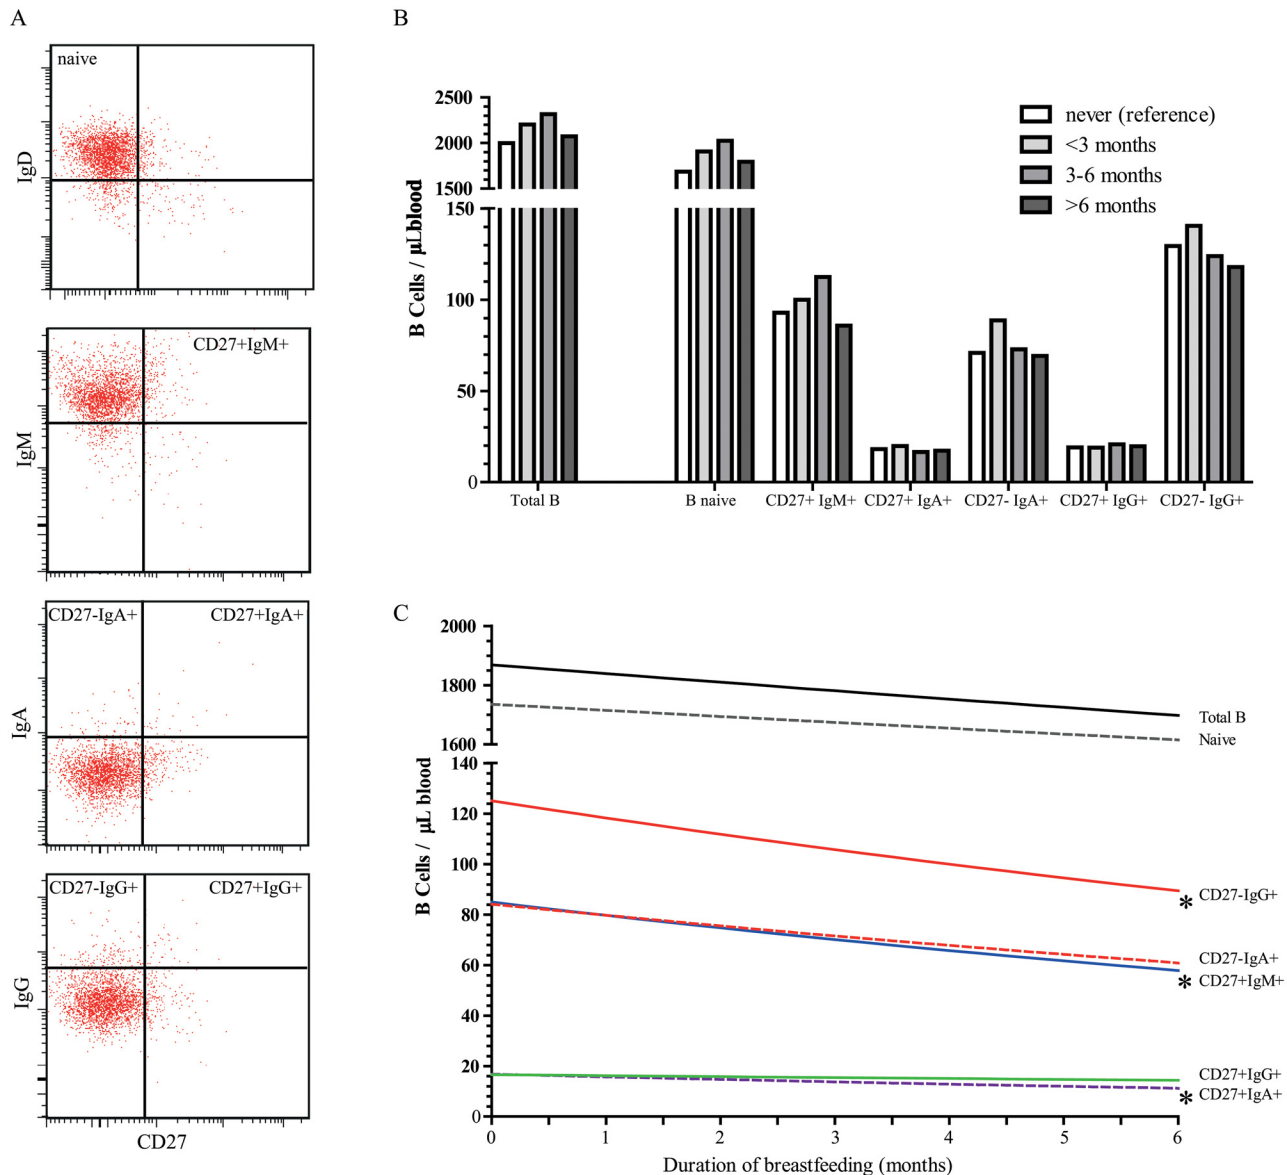 A
naive
IgD
CD27+IgM+
IgM
CD27-IgA+ CD27+IgA+
IgA
CD27-IgG+ CD27+IgG+
IgG
CD27
B
2500
2000
1500
150
100
50
0
B Cells / µLblood
never (reference)
<3 months
3-6 months
>6 months
Total B B naive CD27+ IgM+ CD27+ IgA+ CD27- IgA+ CD27+ IgG+ CD27- IgG+
C
2000
1800
1600
140
120
100
80
60
40
20
0
B Cells / µL blood
Total B
Naive
* CD27-IgG+
CD27-IgA+
* CD27+IgM+
CD27+IgG+
* CD27+IgA+
0 1 2 3 4 5 6
Duration of breastfeeding (months)